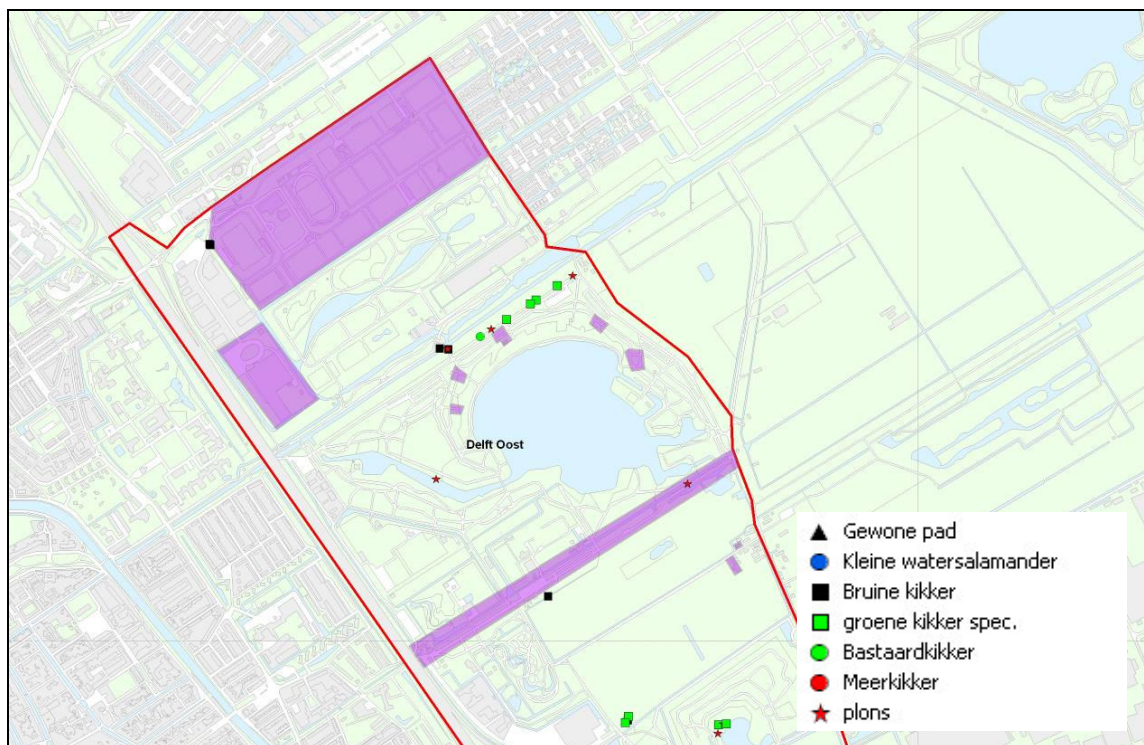 Delft Oost
Gewone pad
Kleine watersalamander
Bruine kikker
groene kikker spec.
Bastaardkikker
Meerkikker
plons